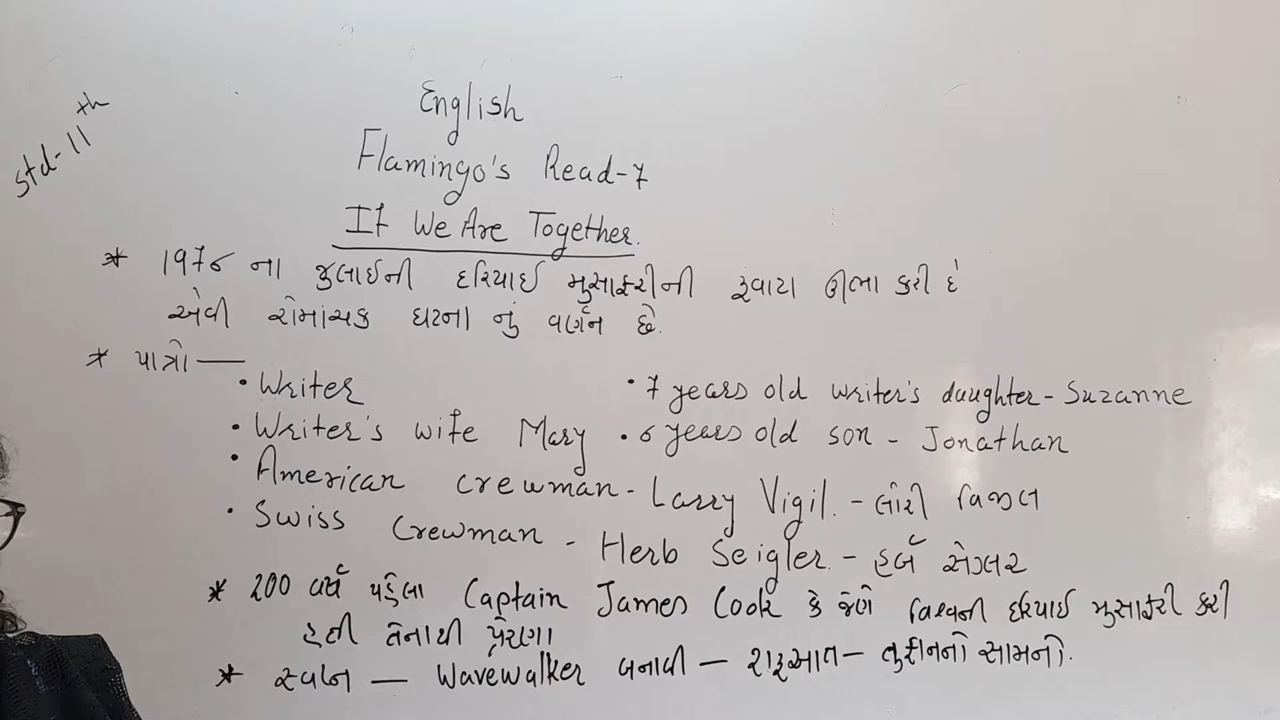 std-11th
English
Flamingo's Read-7
If We Are Together.
* 1976 ના જુલાઈની દરિયાઈ મુસાફરીની રૂવાટા ઊભા કરી દે
એવી રોમાંચક ઘટના નું વર્ણન છે.
* પાત્રો —
• Writer • 7 years old writer's daughter - Suzanne
• Writer's wife Mary • 6 years old son - Jonathan
• American crewman - Larry Vigil. - લોરી વિજીલ
• Swiss Crewman - Herb Seigler. - હર્બ સેગ્લર
* 200 વર્ષ પહેલા Captain James Cook કે જેણે વિશ્વની દરિયાઈ મુસાફરી કરી
હતી તેનાથી પ્રેરણા
* સ્વપ્ન — Wavewalker બનાવી — શરૂઆત — તુફાનનો સામનો.